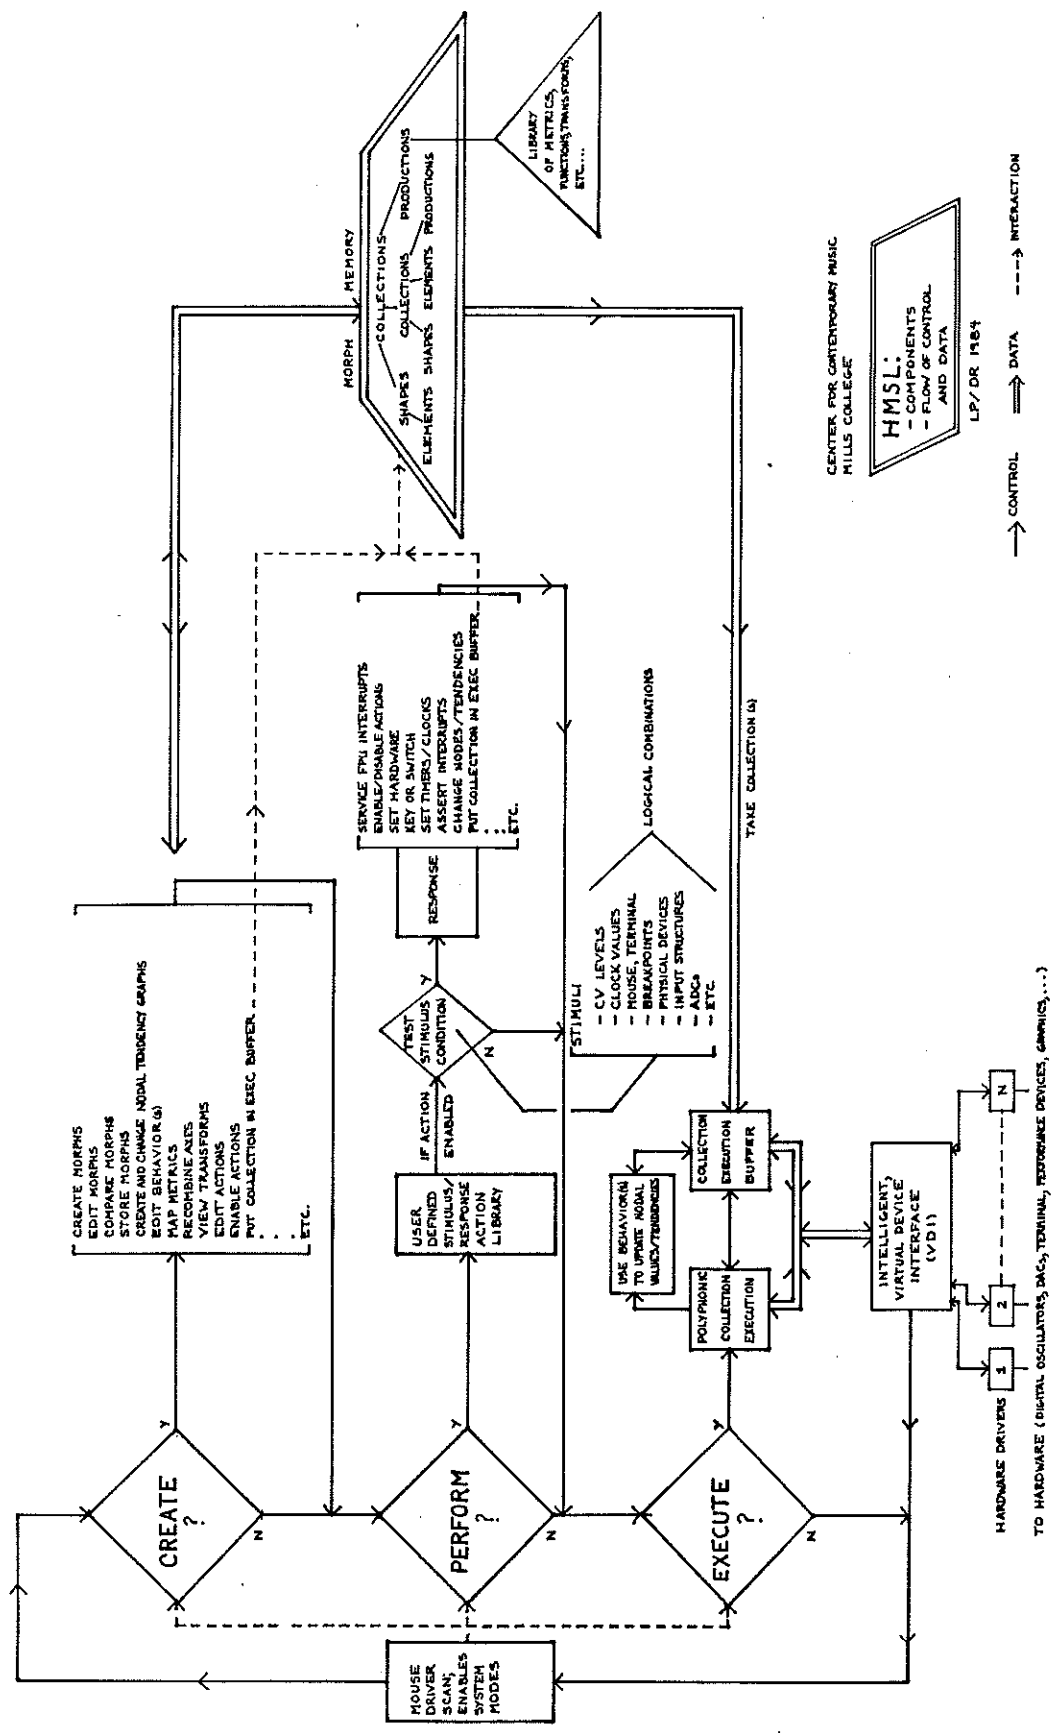 MOUSE
DRIVER
SCAN;
ENABLES
SYSTEM
MODES
CREATE
?
Y
N
CREATE MORPHS
EDIT MORPHS
COMPARE MORPHS
STORE MORPHS
CREATE AND CHANGE NODAL TENDENCY GRAPHS
EDIT BEHAVIOR(S)
MAP METRICS
RECOMBINE AXES
VIEW TRANSFORMS
EDIT ACTIONS
ENABLE ACTIONS
PUT COLLECTION IN EXEC BUFFER
. . . ETC.
MORPH MEMORY
COLLECTIONS
SHAPES COLLECTIONS PRODUCTIONS
ELEMENTS SHAPES ELEMENTS PRODUCTIONS
LIBRARY
OF METRICS,
FUNCTIONS,TRANSFORMS,
ETC...
PERFORM
?
Y
N
USER
DEFINED
STIMULUS/
RESPONSE
ACTION
LIBRARY
IF ACTION
ENABLED
TEST
STIMULUS
CONDITION
Y
N
RESPONSE
SERVICE FPU INTERRUPTS
ENABLE/DISABLE ACTIONS
SET HARDWARE
KEY OR SWITCH
SET TIMERS/CLOCKS
ASSERT INTERRUPTS
CHANGE NODES/TENDENCIES
PUT COLLECTION IN EXEC BUFFER
. . . ETC.
STIMULI
- CV LEVELS
- CLOCK VALUES
- MOUSE, TERMINAL
- BREAKPOINTS
- PHYSICAL DEVICES
- INPUT STRUCTURES
- ADCs
- ETC.
LOGICAL COMBINATIONS
EXECUTE
?
Y
N
USE BEHAVIOR(S)
TO UPDATE NODAL
VALUES/TENDENCIES
POLYPHONIC
COLLECTION
EXECUTION
COLLECTION
EXECUTION
BUFFER
TAKE COLLECTION(S)
INTELLIGENT,
VIRTUAL DEVICE
INTERFACE
(VDI)
HARDWARE DRIVERS 1 2 N
TO HARDWARE (DIGITAL OSCILLATORS, DACs, TERMINAL, PERFORMANCE DEVICES, GRAPHICS,...)
CENTER FOR CONTEMPORARY MUSIC
MILLS COLLEGE
HMSL:
- COMPONENTS
- FLOW OF CONTROL
AND DATA
LP/DR 1984
CONTROL DATA INTERACTION